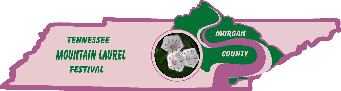 TENNESSEE
MOUNTAIN LAUREL
FESTIVAL
MORGAN
COUNTY